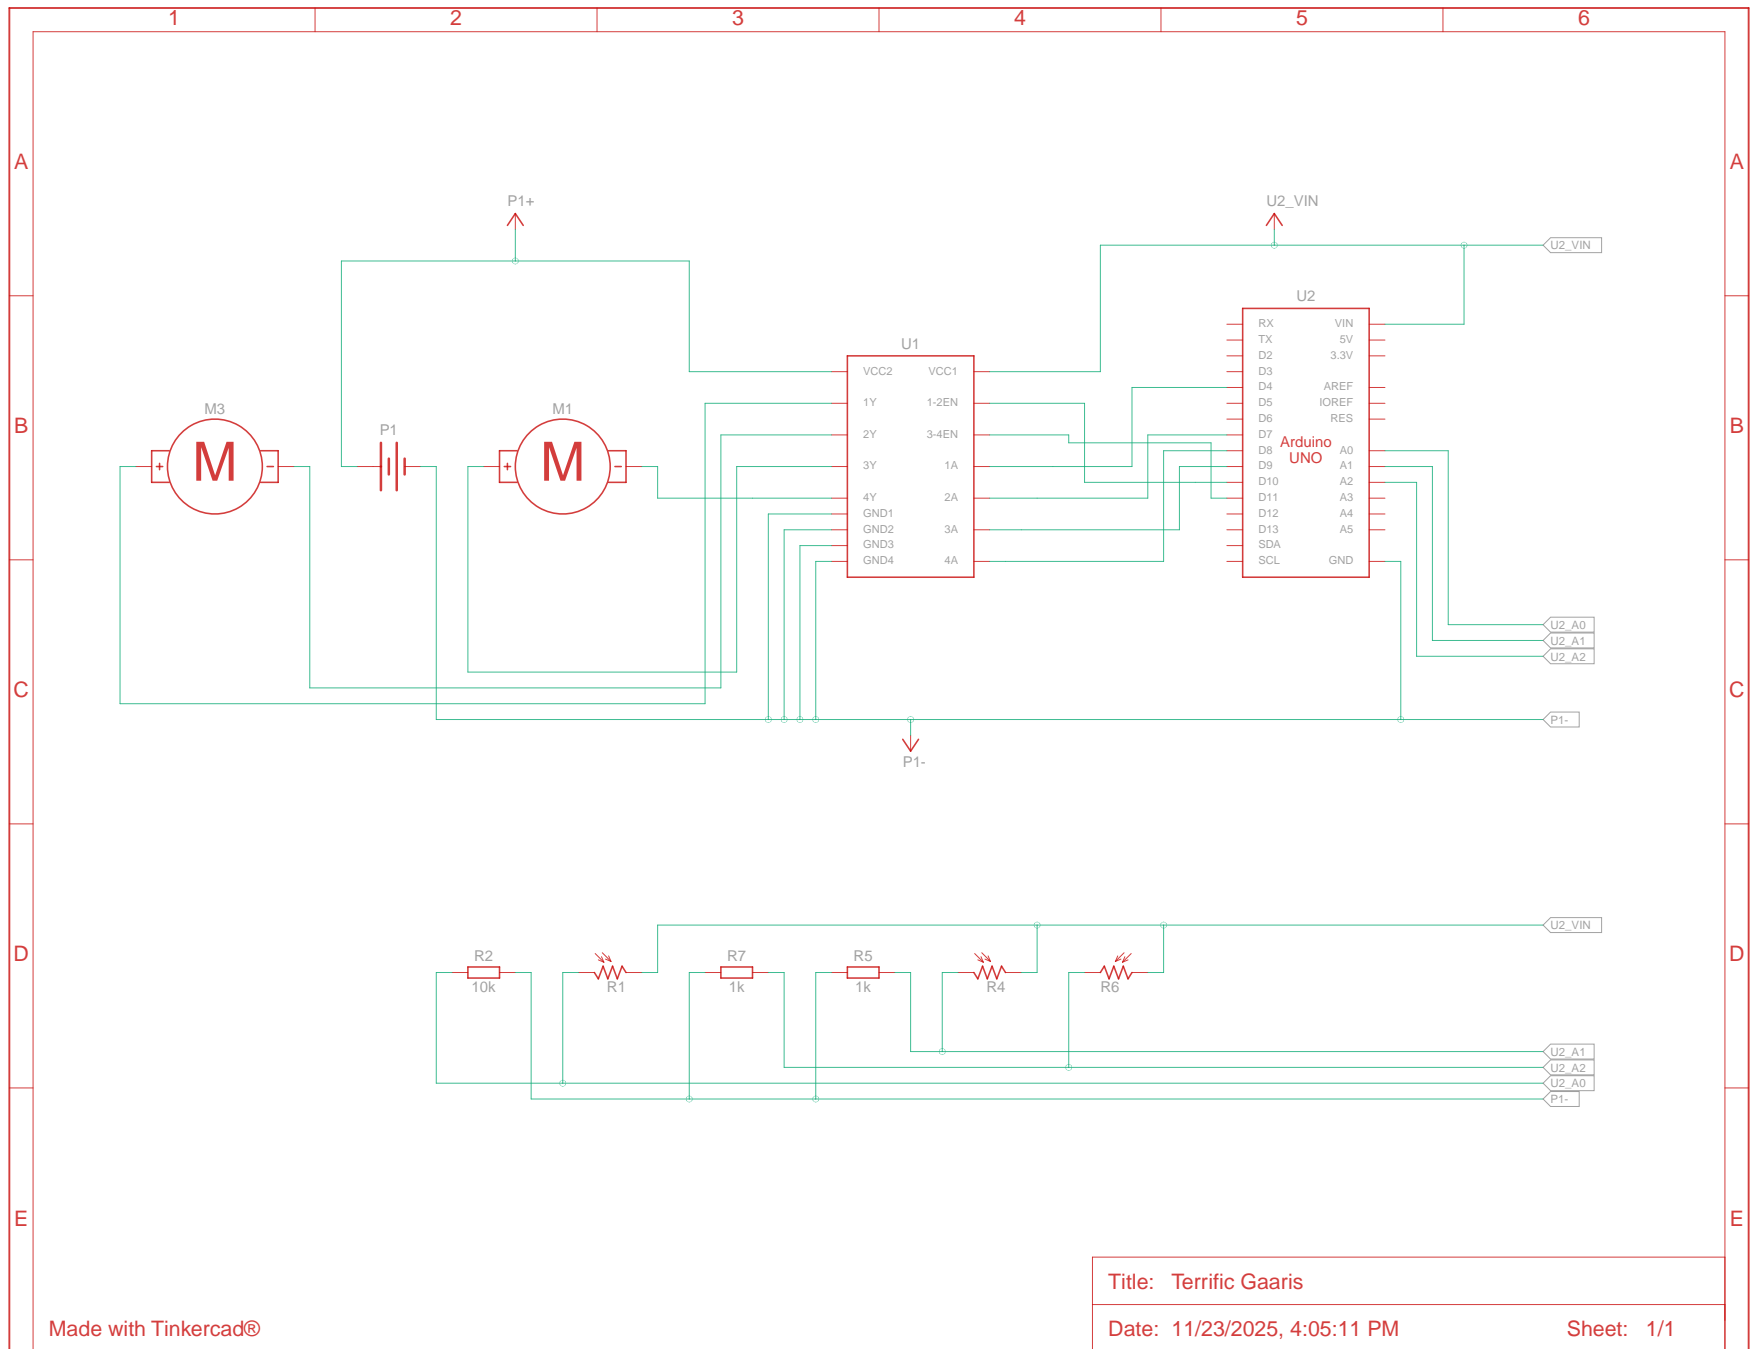 1 2 3 4 5 6
A A
P1+ U2_VIN
U2_VIN
U2
RX VIN
TX 5V
D2 3.3V
D3
D4 AREF
D5 IOREF
D6 RES
D7
Arduino
UNO
D8 A0
D9 A1
D10 A2
D11 A3
D12 A4
D13 A5
SDA
SCL GND
U1
VCC2 VCC1
1Y 1-2EN
2Y 3-4EN
3Y 1A
4Y 2A
GND1
GND2 3A
GND3
GND4 4A
B B
M3 P1 M1
M M
+ - + -
U2_A0
U2_A1
U2_A2
C C
P1-
P1-
U2_VIN
D D
R2 R7 R5
10k R1 1k 1k R4 R6
U2_A1
U2_A2
U2_A0
P1-
E E
Title: Terrific Gaaris
Made with Tinkercad®
Date: 11/23/2025, 4:05:11 PM Sheet: 1/1